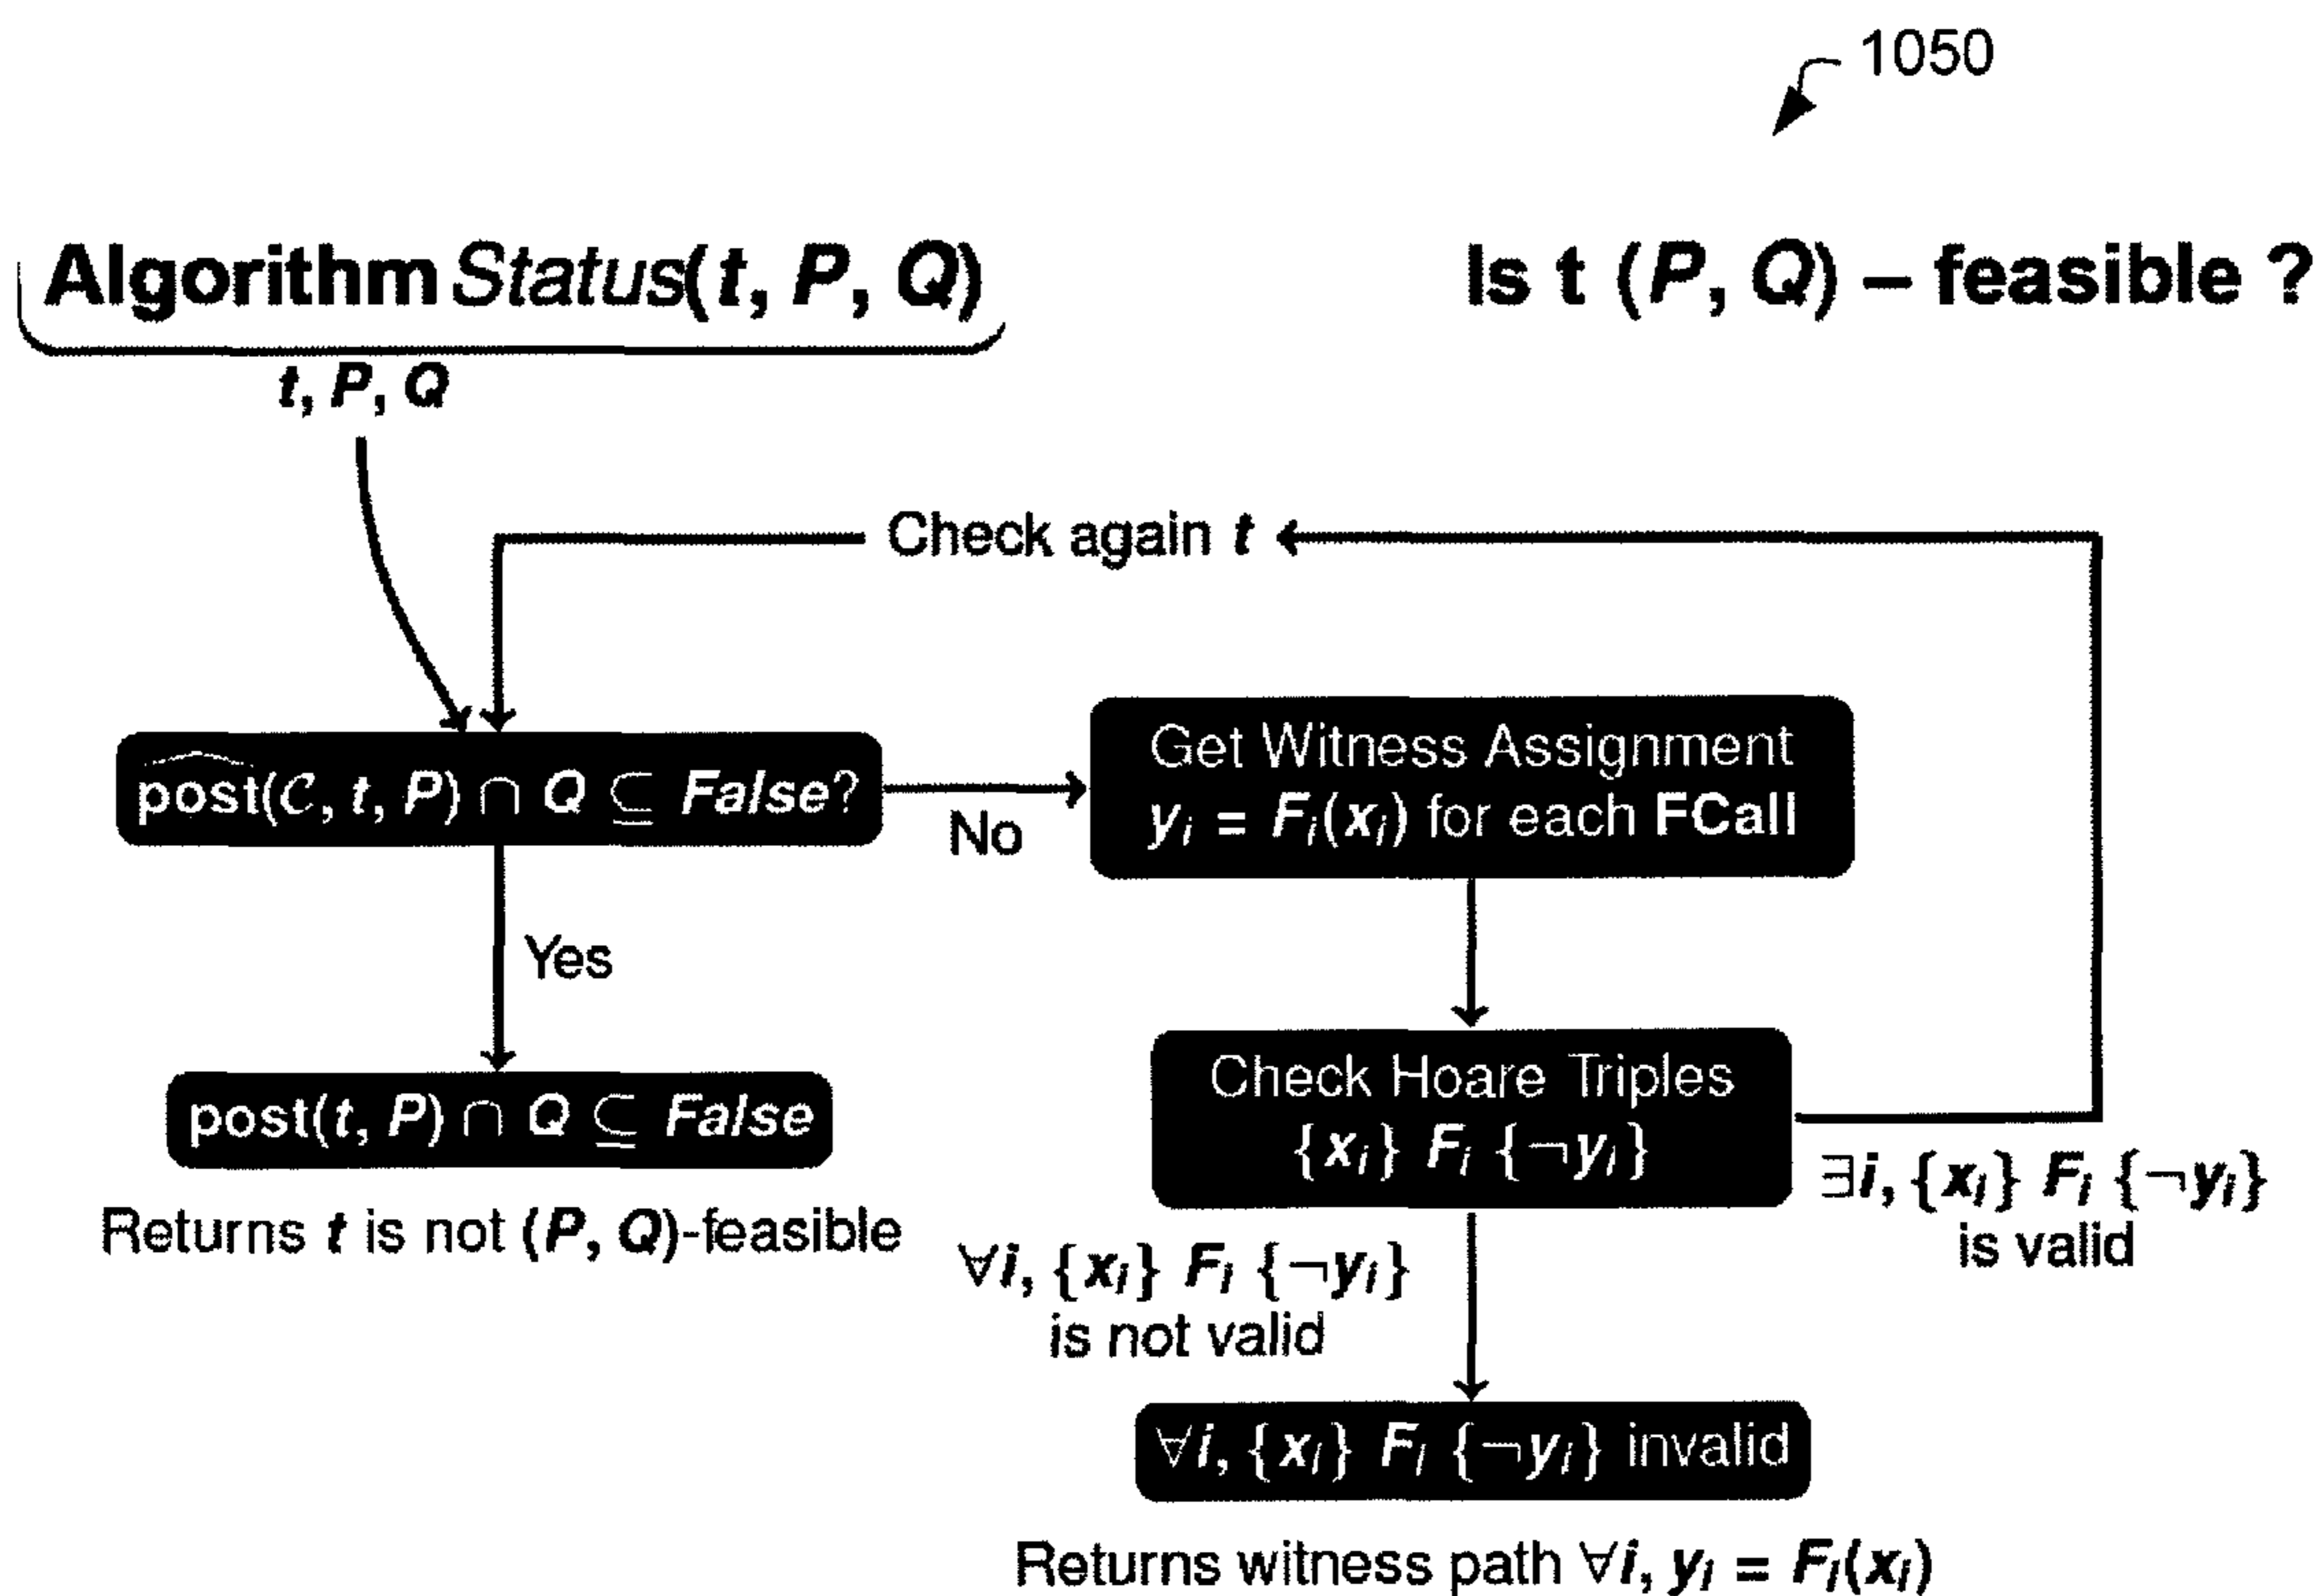 1050
Algorithm Status(t, P, Q)
Is t (P, Q) – feasible ?
t, P, Q
Check again t
p͡ost(𝒞, t, P) ∩ Q ⊆ False?
No
Get Witness Assignment
yᵢ = Fᵢ(xᵢ) for each FCall
Yes
Check Hoare Triples
{xᵢ} Fᵢ {¬yᵢ}
post(t, P) ∩ Q ⊆ False
Returns t is not (P, Q)-feasible
∃i, {xᵢ} Fᵢ {¬yᵢ}
is valid
∀i, {xᵢ} Fᵢ {¬yᵢ}
is not valid
∀i, {xᵢ} Fᵢ {¬yᵢ} invalid
Returns witness path ∀i, yᵢ = Fᵢ(xᵢ)